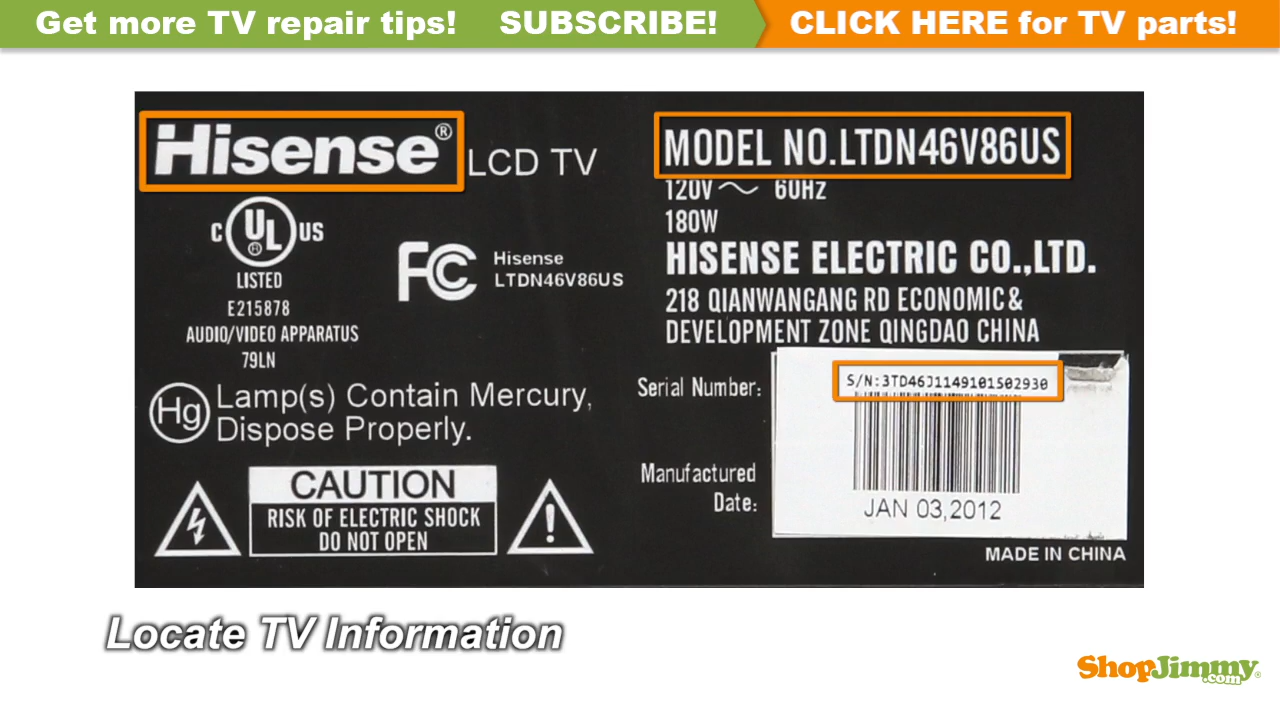 Get more TV repair tips! SUBSCRIBE! CLICK HERE for TV parts!
Hisense® LCD TV
C UL® US
LISTED
E215878
AUDIO/VIDEO APPARATUS
79LN
FC Hisense
LTDN46V86US
Hg Lamp(s) Contain Mercury,
Dispose Properly.
CAUTION
RISK OF ELECTRIC SHOCK
DO NOT OPEN
MODEL NO.LTDN46V86US
120V～ 60Hz
180W
HISENSE ELECTRIC CO.,LTD.
218 QIANWANGANG RD ECONOMIC&
DEVELOPMENT ZONE QINGDAO CHINA
Serial Number: S/N:3TD46J1149101S02930
Manufactured
Date: JAN 03,2012
MADE IN CHINA
Locate TV Information
ShopJimmy.com®